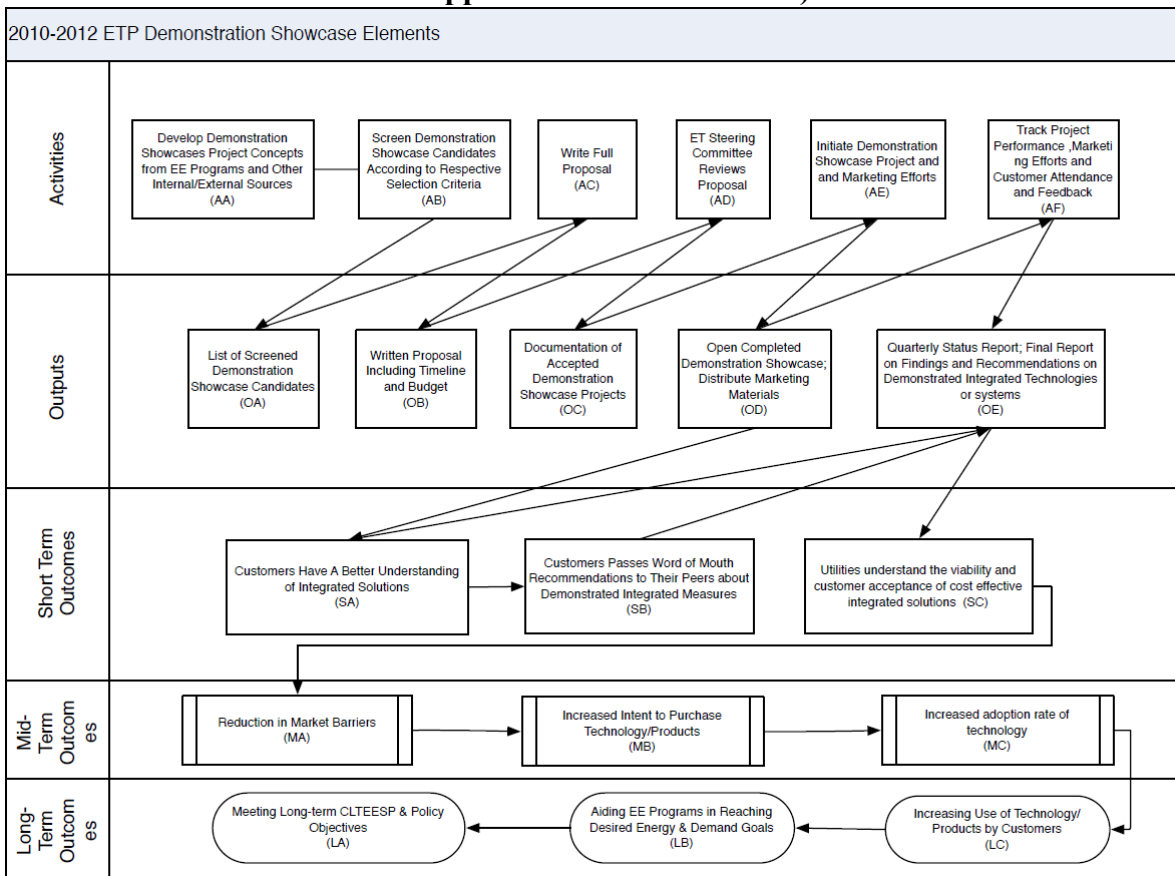 2010-2012 ETP Demonstration Showcase Elements
Activities
Develop Demonstration
Showcases Project Concepts
from EE Programs and Other
Internal/External Sources
(AA)
Screen Demonstration
Showcase Candidates
According to Respective
Selection Criteria
(AB)
Write Full
Proposal
(AC)
ET Steering
Committee
Reviews
Proposal
(AD)
Initiate Demonstration
Showcase Project and
and Marketing Efforts
(AE)
Track Project
Performance ,Marketi
ng Efforts and
Customer Attendance
and Feedback
(AF)
Outputs
List of Screened
Demonstration
Showcase Candidates
(OA)
Written Proposal
Including Timeline
and Budget
(OB)
Documentation of
Accepted
Demonstration
Showcase Projects
(OC)
Open Completed
Demonstration Showcase;
Distribute Marketing
Materials
(OD)
Quarterly Status Report; Final Report
on Findings and Recommendations on
Demonstrated Integrated Technologies
or systems
(OE)
Short Term
Outcomes
Customers Have A Better Understanding
of Integrated Solutions
(SA)
Customers Passes Word of Mouth
Recommendations to Their Peers about
Demonstrated Integrated Measures
(SB)
Utilities understand the viability and
customer acceptance of cost effective
integrated solutions (SC)
Mid-
Term
Outcom
es
Reduction in Market Barriers
(MA)
Increased Intent to Purchase
Technology/Products
(MB)
Increased adoption rate of
technology
(MC)
Long-
Term
Outcom
es
Meeting Long-term CLTEESP & Policy
Objectives
(LA)
Aiding EE Programs in Reaching
Desired Energy & Demand Goals
(LB)
Increasing Use of Technology/
Products by Customers
(LC)